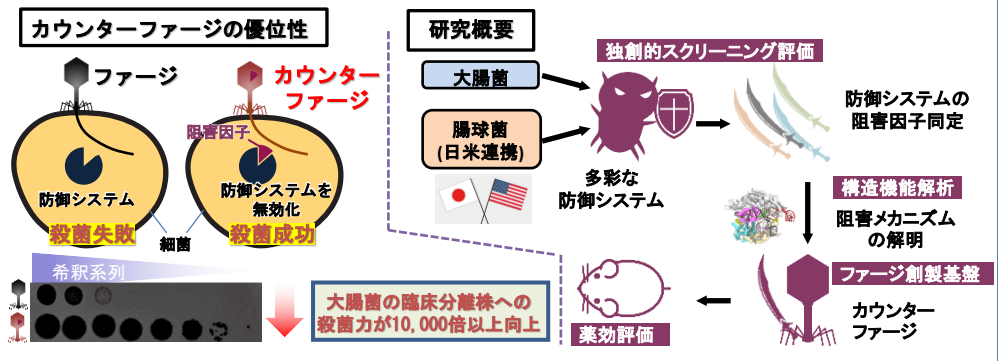 カウンターファージの優位性
ファージ
カウンター
ファージ
阻害因子
防御システム
殺菌失敗
防御システムを
無効化
殺菌成功
細菌
希釈系列
大腸菌の臨床分離株への
殺菌力が10,000倍以上向上
研究概要
大腸菌
腸球菌
(日米連携)
多彩な
防御システム
独創的スクリーニング評価
防御システムの
阻害因子同定
構造機能解析
阻害メカニズム
の解明
ファージ創製基盤
カウンター
ファージ
薬効評価